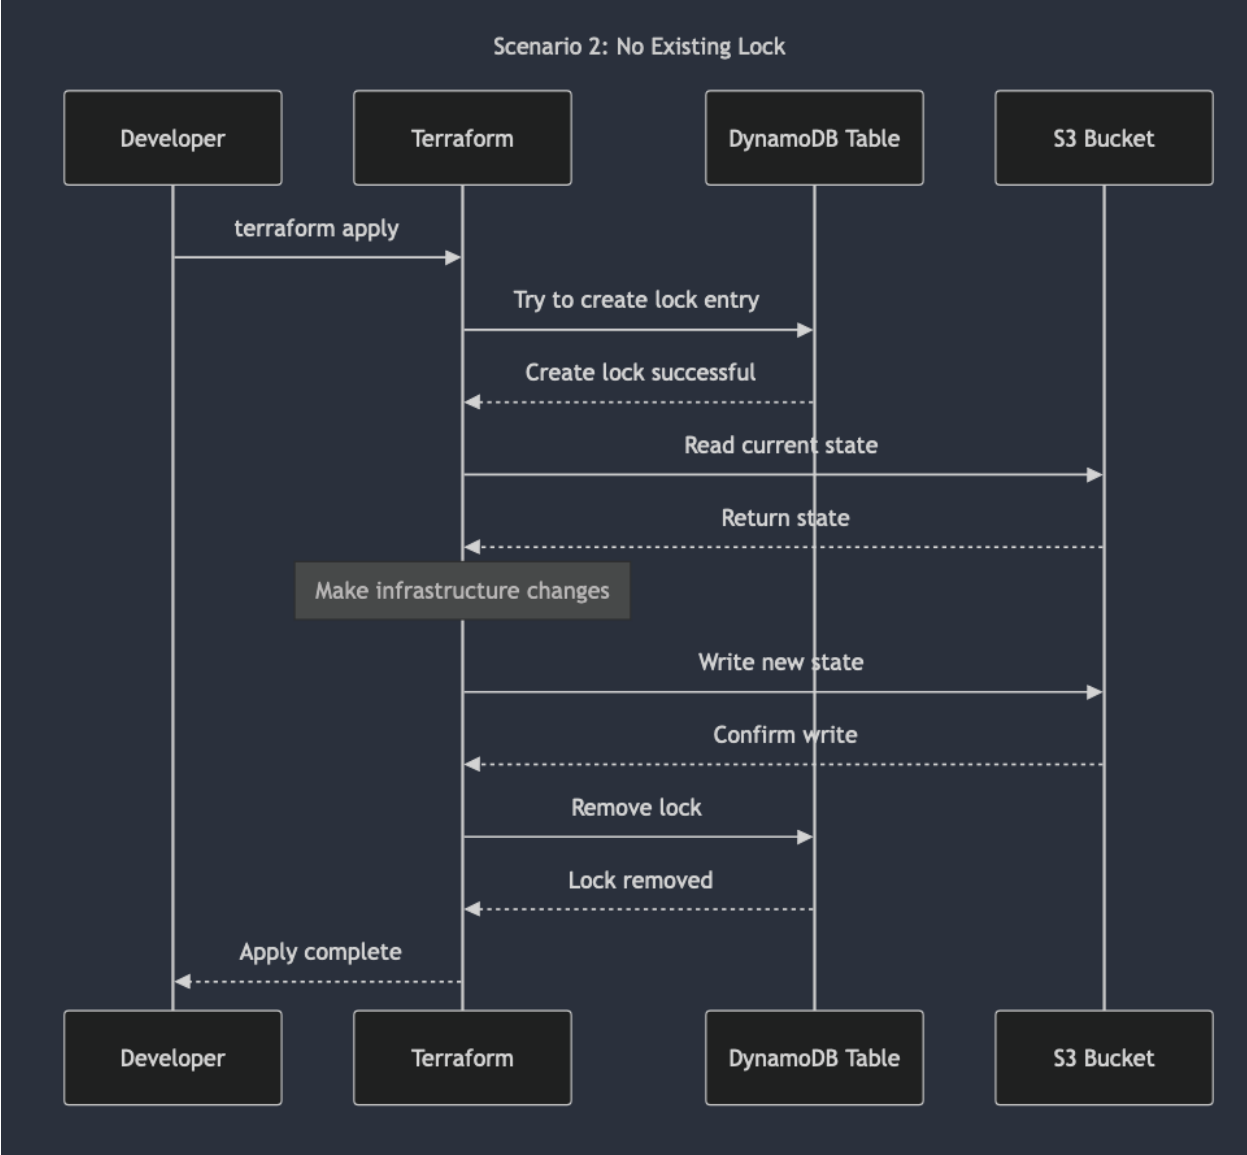 Scenario 2: No Existing Lock
Developer
Terraform
DynamoDB Table
S3 Bucket
terraform apply
Try to create lock entry
Create lock successful
Read current state
Return state
Make infrastructure changes
Write new state
Confirm write
Remove lock
Lock removed
Apply complete
Developer
Terraform
DynamoDB Table
S3 Bucket